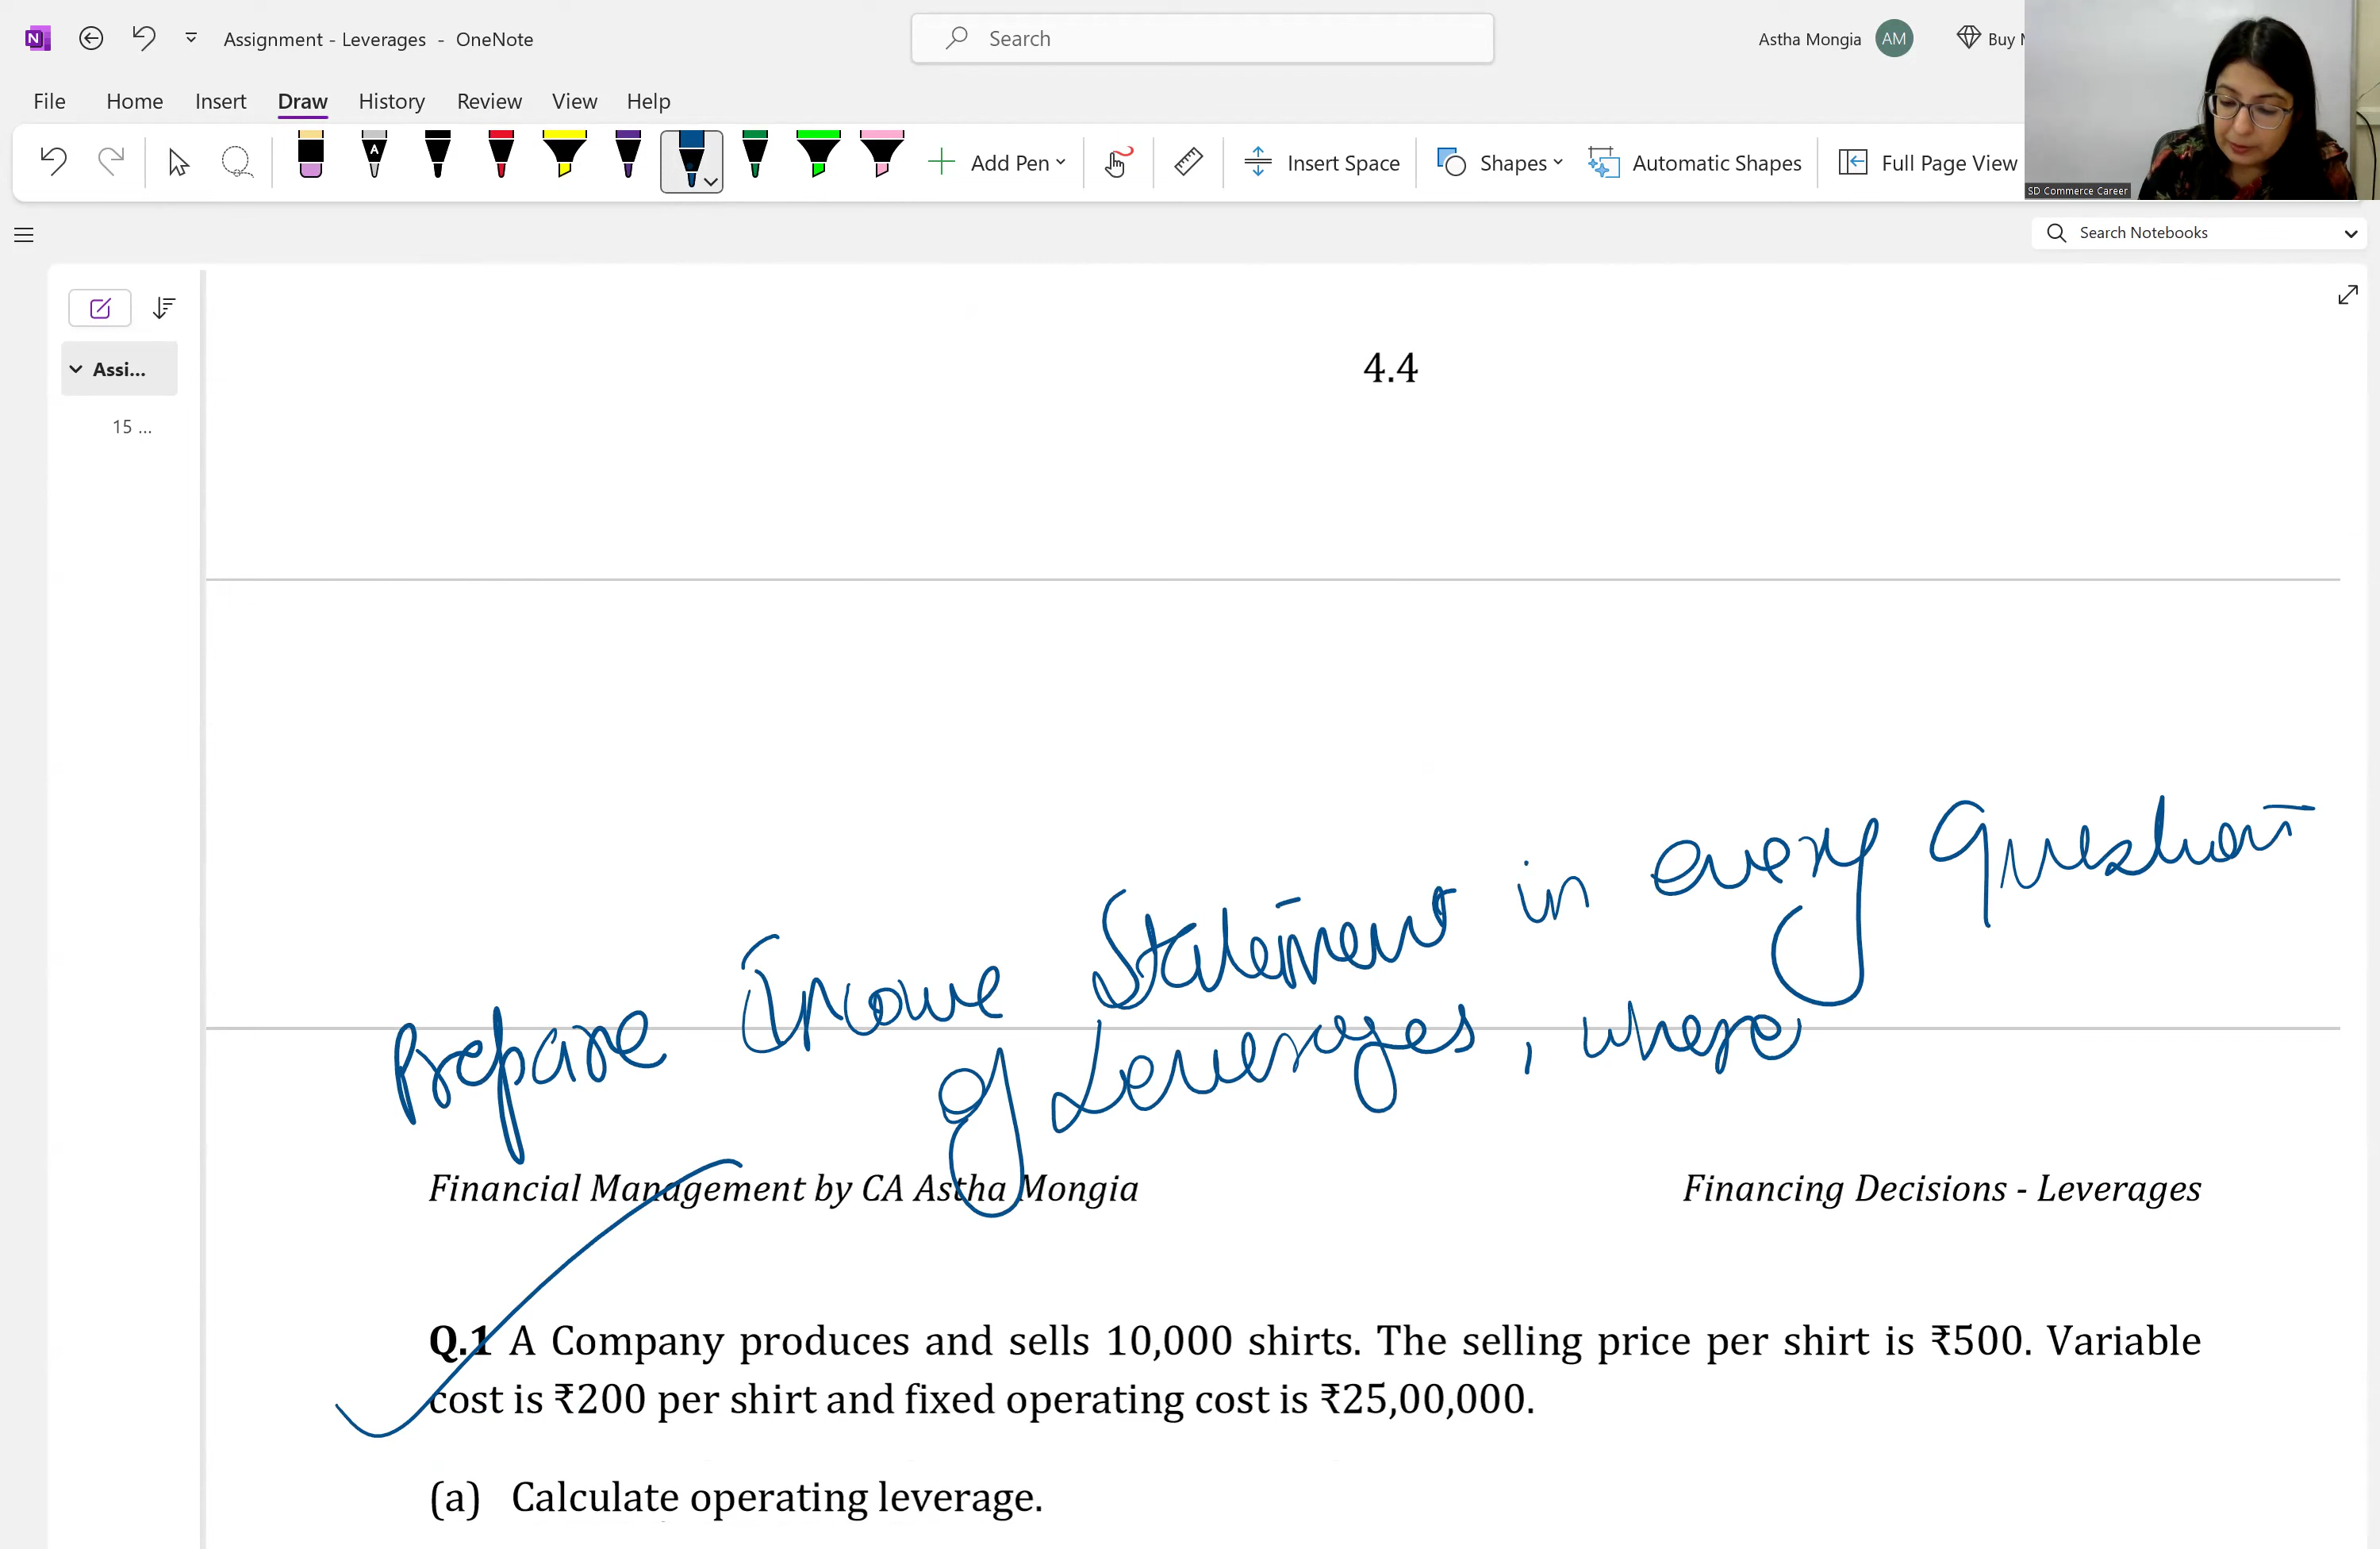 Assignment - Leverages - OneNote
Search
Astha Mongia AM
Buy
File Home Insert Draw History Review View Help
Add Pen
Insert Space
Shapes
Automatic Shapes
Full Page View
SD Commerce Career
Search Notebooks
Assi...
15 ...
4.4
Prepare Income Statement in every Question
of Leverages, where
Financial Management by CA Astha Mongia
Financing Decisions - Leverages
Q.1 A Company produces and sells 10,000 shirts. The selling price per shirt is ₹500. Variable
cost is ₹200 per shirt and fixed operating cost is ₹25,00,000.
(a) Calculate operating leverage.